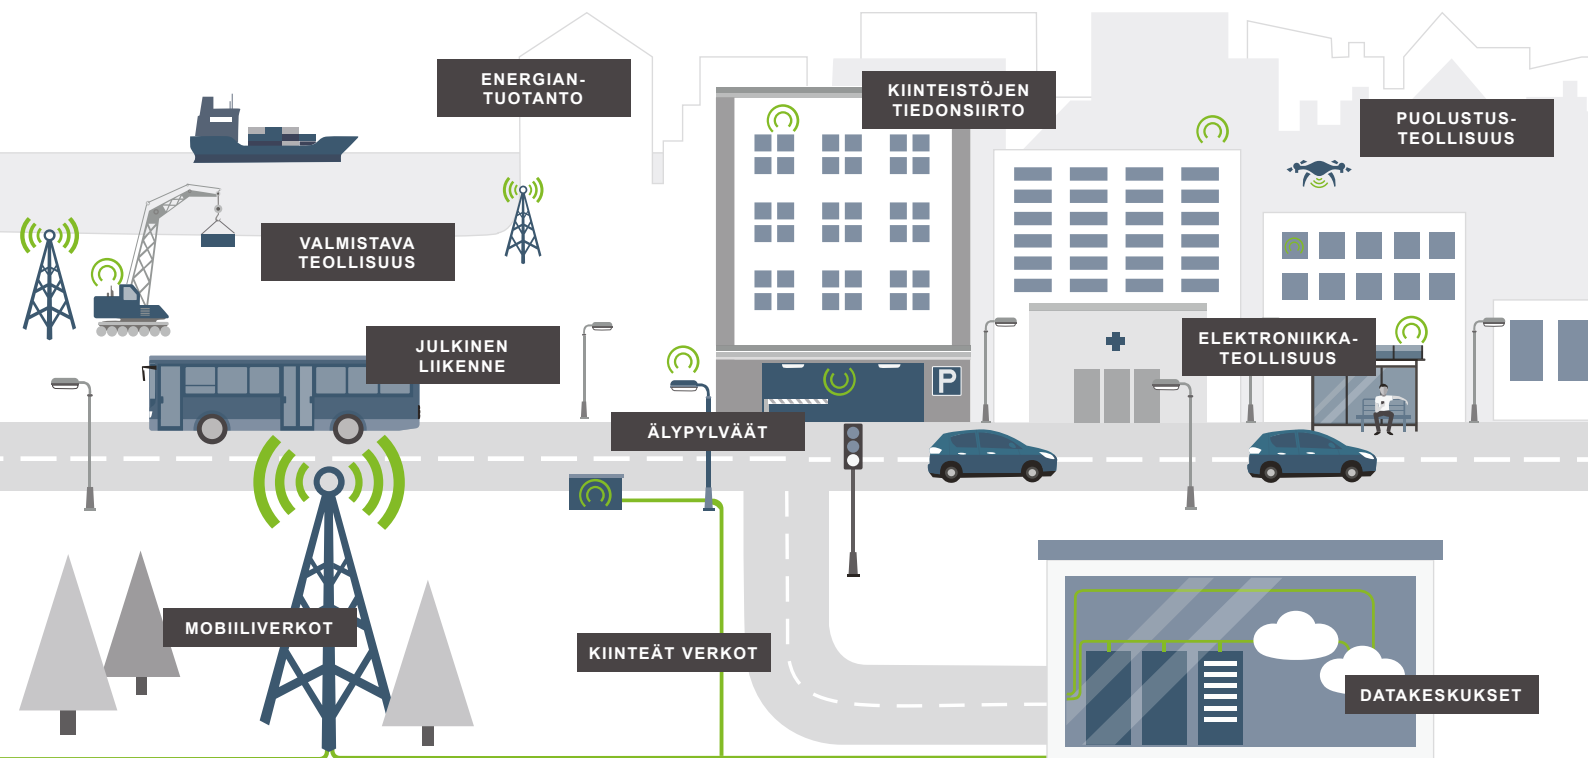 ENERGIAN-
TUOTANTO
KIINTEISTÖJEN
TIEDONSIIRTO
PUOLUSTUS-
TEOLLISUUS
VALMISTAVA
TEOLLISUUS
JULKINEN
LIIKENNE
ELEKTRONIIKKA-
TEOLLISUUS
P
ÄLYPYLVÄÄT
MOBIILIVERKOT
KIINTEÄT VERKOT
DATAKESKUKSET